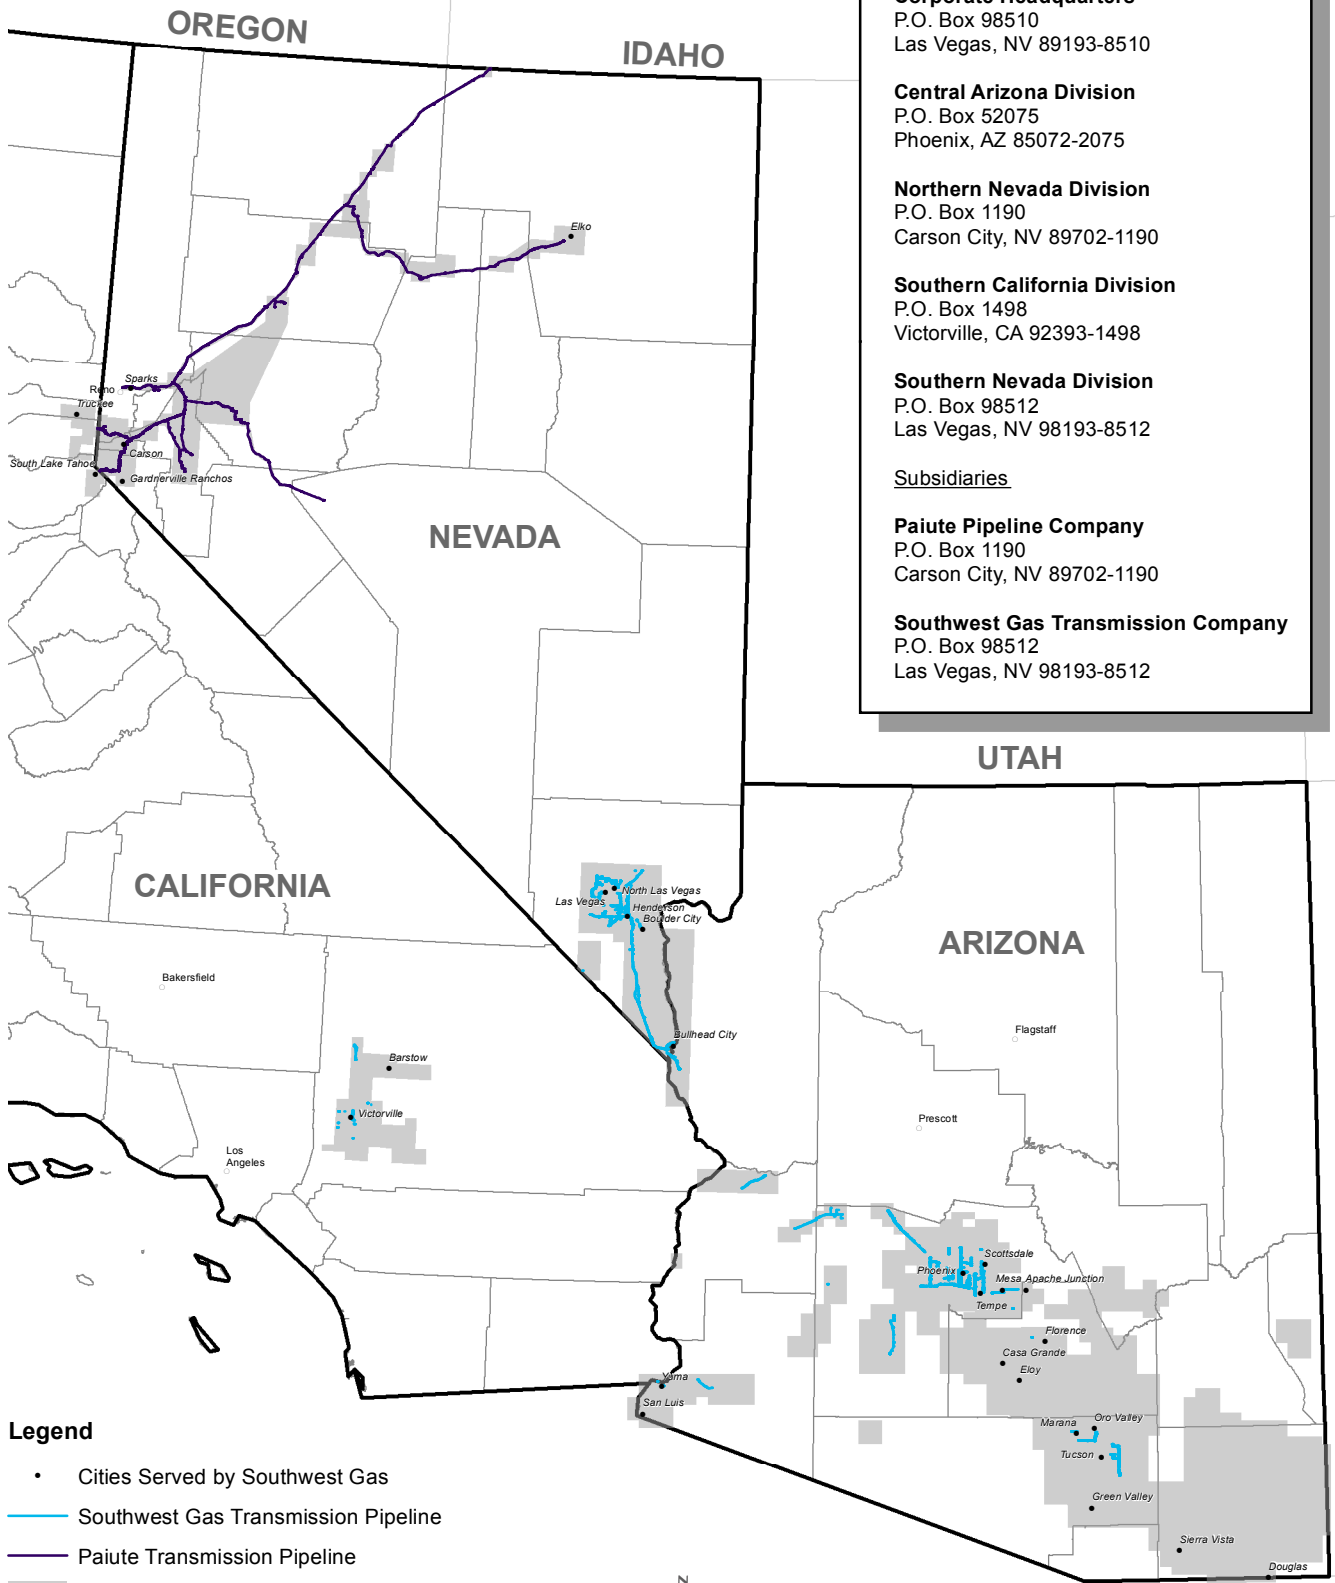 Corporate Headquarters
P.O. Box 98510
Las Vegas, NV 89193-8510
Central Arizona Division
P.O. Box 52075
Phoenix, AZ 85072-2075
Northern Nevada Division
P.O. Box 1190
Carson City, NV 89702-1190
Southern California Division
P.O. Box 1498
Victorville, CA 92393-1498
Southern Nevada Division
P.O. Box 98512
Las Vegas, NV 98193-8512
Subsidiaries
Paiute Pipeline Company
P.O. Box 1190
Carson City, NV 89702-1190
Southwest Gas Transmission Company
P.O. Box 98512
Las Vegas, NV 98193-8512
OREGON
IDAHO
Elko
Sparks
Reno
Truckee
Carson
South Lake Tahoe
Gardnerville Ranchos
NEVADA
UTAH
CALIFORNIA
North Las Vegas
Las Vegas
Henderson
Boulder City
ARIZONA
Bakersfield
Bullhead City
Flagstaff
Barstow
Victorville
Prescott
Los
Angeles
Scottsdale
Phoenix
Mesa
Apache Junction
Tempe
Florence
Casa Grande
Eloy
Yuma
San Luis
Marana
Oro Valley
Tucson
Green Valley
Sierra Vista
Douglas
Legend
Cities Served by Southwest Gas
Southwest Gas Transmission Pipeline
Paiute Transmission Pipeline